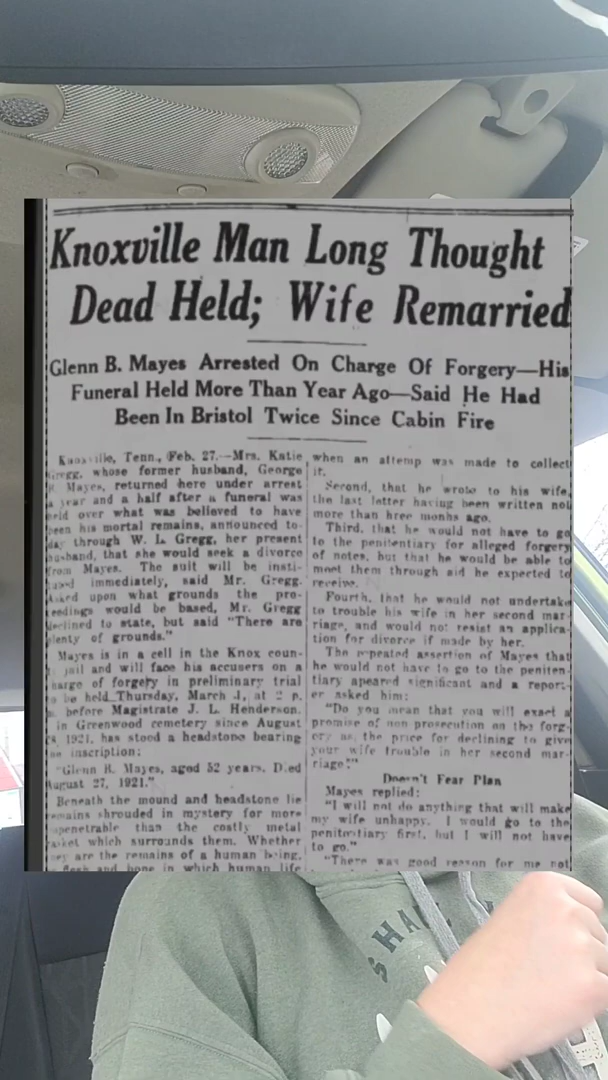 Knoxville Man Long Thought
Dead Held; Wife Remarried
Glenn B. Mayes Arrested On Charge Of Forgery—His
Funeral Held More Than Year Ago—Said He Had
Been In Bristol Twice Since Cabin Fire
Knoxville, Tenn., Feb. 27.—Mrs. Katie
Gregg, whose former husband, George
Mayes, returned here under arrest
a year and a half after a funeral was
held over what was believed to have
been his mortal remains, announced to-
day through W. L. Gregg, her present
husband, that she would seek a divorce
from Mayes. The suit will be insti-
immediately, said Mr. Gregg.
Asked upon what grounds the pro-
eedings would be based, Mr. Gregg
declined to state, but said "There are
plenty of grounds."
Mayes is in a cell in the Knox coun-
jail and will face his accusers on a
harge of forgery in preliminary trial
o be held Thursday, March 1, at 2 p.
before Magistrate J. L. Henderson.
in Greenwood cemetery since August
1921, has stood a headstone bearing
inscription:
"Glenn B. Mayes, aged 52 years. Died
August 27, 1921."
Beneath the mound and headstone lie
remains shrouded in mystery far more
penetrable than the costly metal
asket which surrounds them. Whether
ey are the remains of a human being.
flesh and bone in which human life
when an attemp was made to collect
it.
Second, that he wrote to his wife,
the last letter having been written not
more than hree monhs ago.
Third, that he would not have to go
to the penitentiary for alleged forgery
of notes, but that he would be able to
meet them through aid he expected to
receive.
Fourth, that he would not undertake
to trouble his wife in her second mar-
riage, and would not resist an applica-
tion for divorce if made by her.
The repeated assertion of Mayes that
he would not have to go to the peniten-
tiary apeared significant and a report-
er asked him:
"Do you mean that you will exact a
promise of non prosecution on the forg-
ery as the price for declining to give
your wife trouble in her second mar-
riage?"
Doesn't Fear Plan
Mayes replied:
"I will not do anything that will make
my wife unhappy. I would go to the
penitentiary first, but I will not have
to go."
"There was good reason for me not
SHA